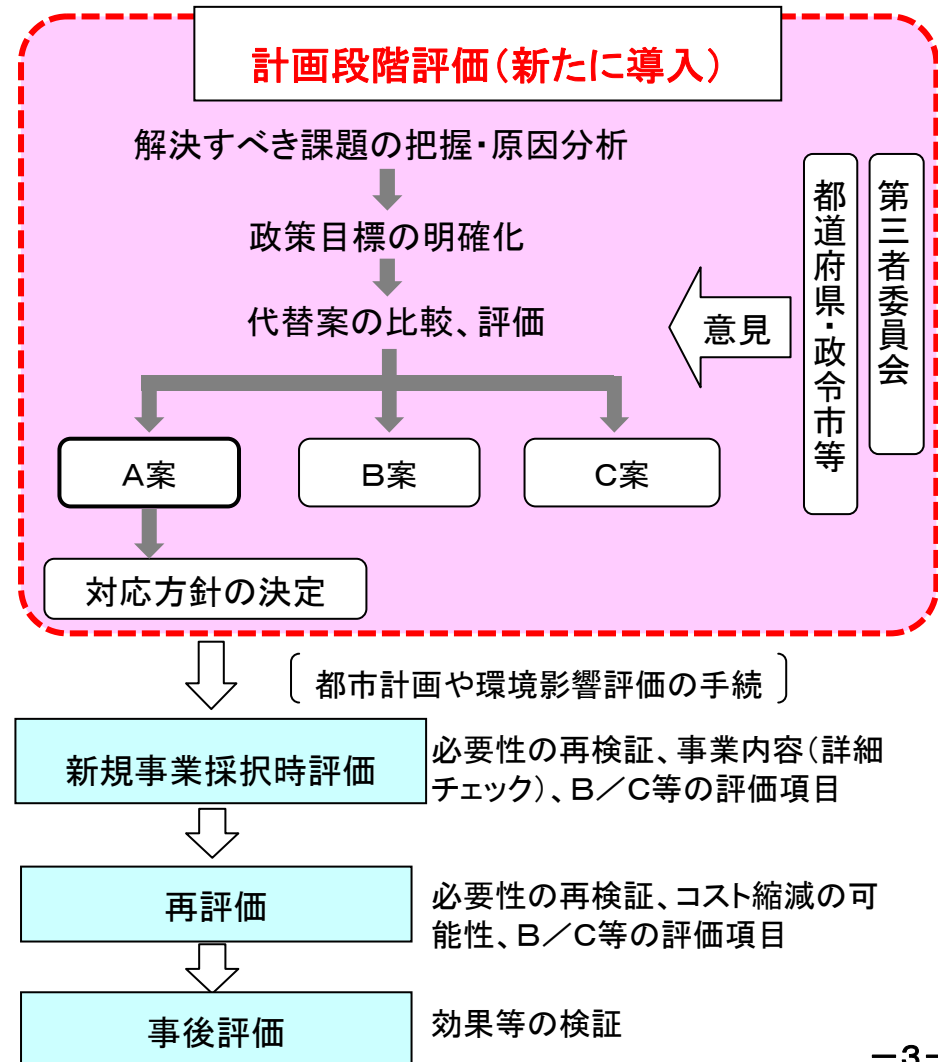 計画段階評価(新たに導入)
解決すべき課題の把握・原因分析
政策目標の明確化
代替案の比較、評価
意見
都道府県・政令市等
第三者委員会
A案
B案
C案
対応方針の決定
〔 都市計画や環境影響評価の手続 〕
新規事業採択時評価
必要性の再検証、事業内容(詳細
チェック)、B/C等の評価項目
再評価
必要性の再検証、コスト縮減の可
能性、B/C等の評価項目
事後評価
効果等の検証
-3-